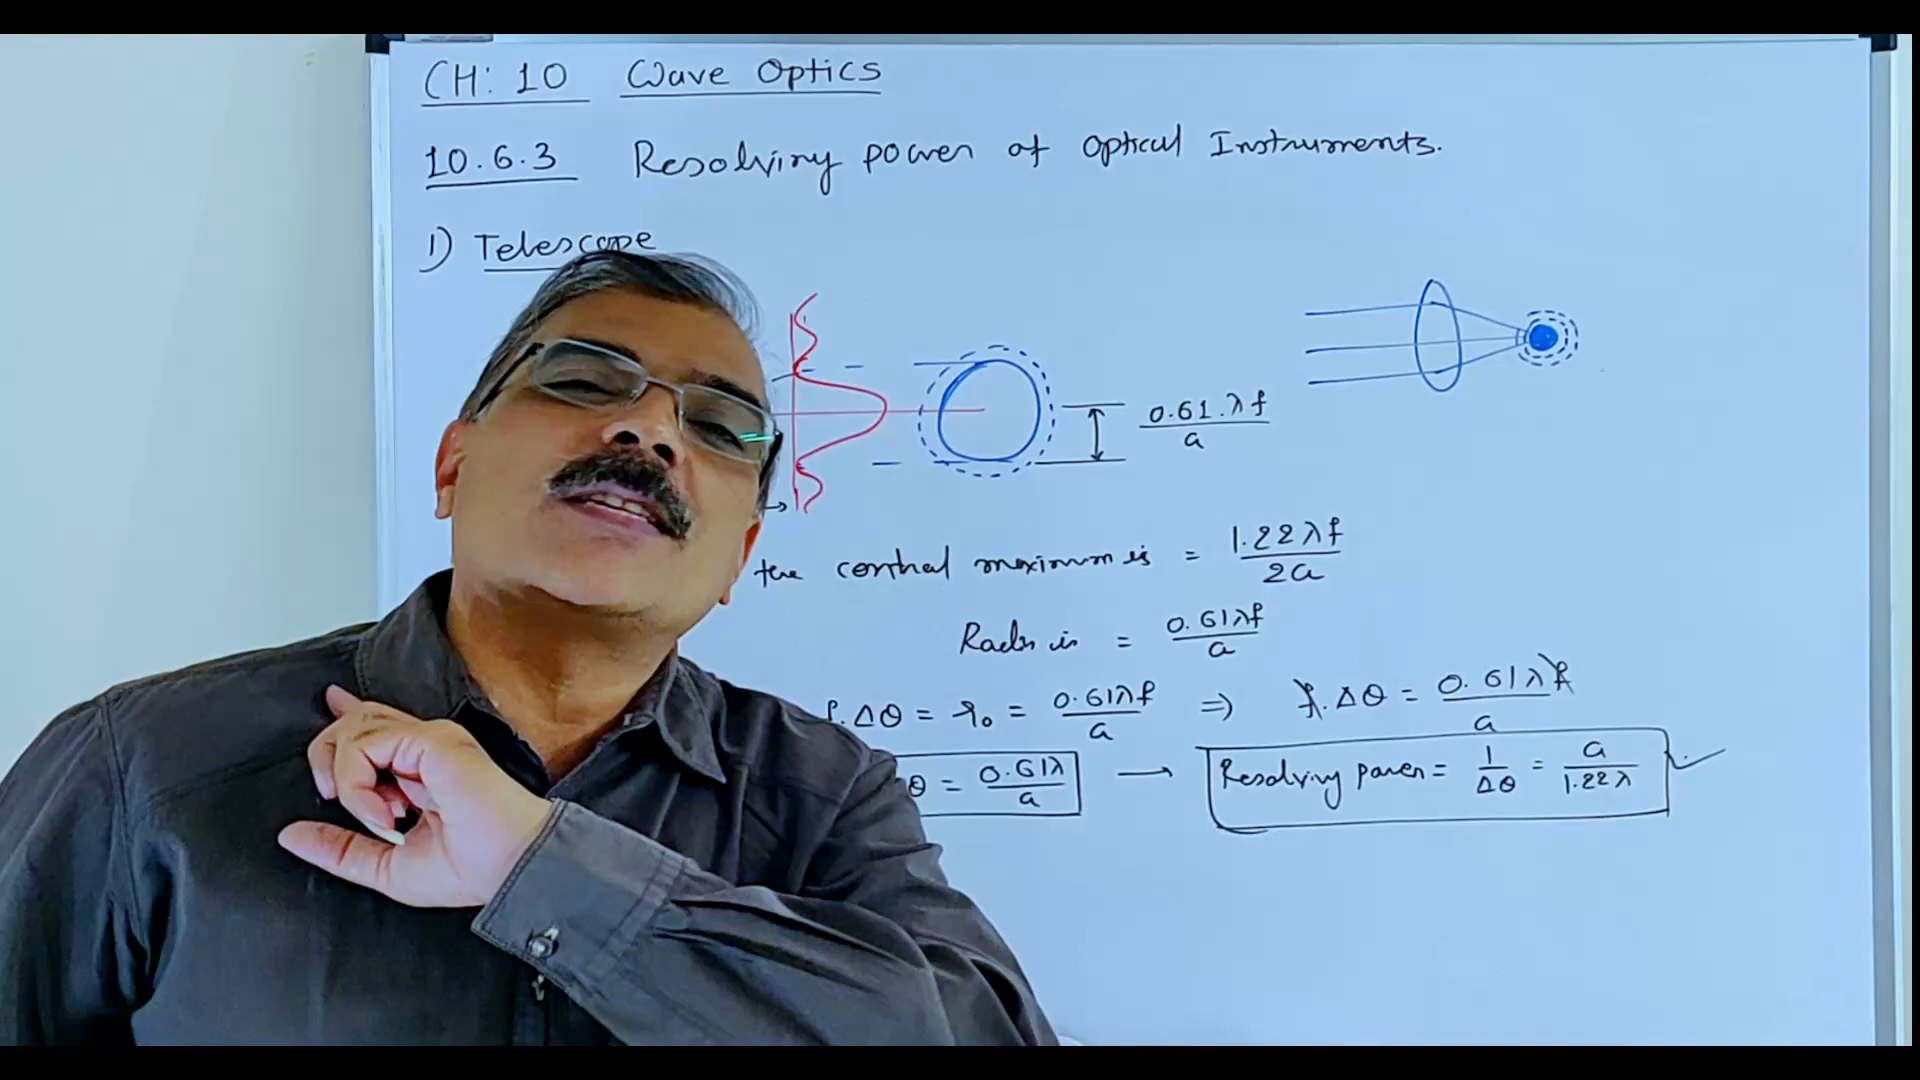 CH: 10 Wave Optics
10.6.3 Resolving power of Optical Instruments.
1) Telescope
0.61.λf / a
the central maximum is = 1.22λf / 2a
Radius is = 0.61λf / a
f.Δθ = r₀ = 0.61λf / a ⇒ f.Δθ = 0.61λf / a
θ = 0.61λ / a → Resolving power = 1/Δθ = a / 1.22λ